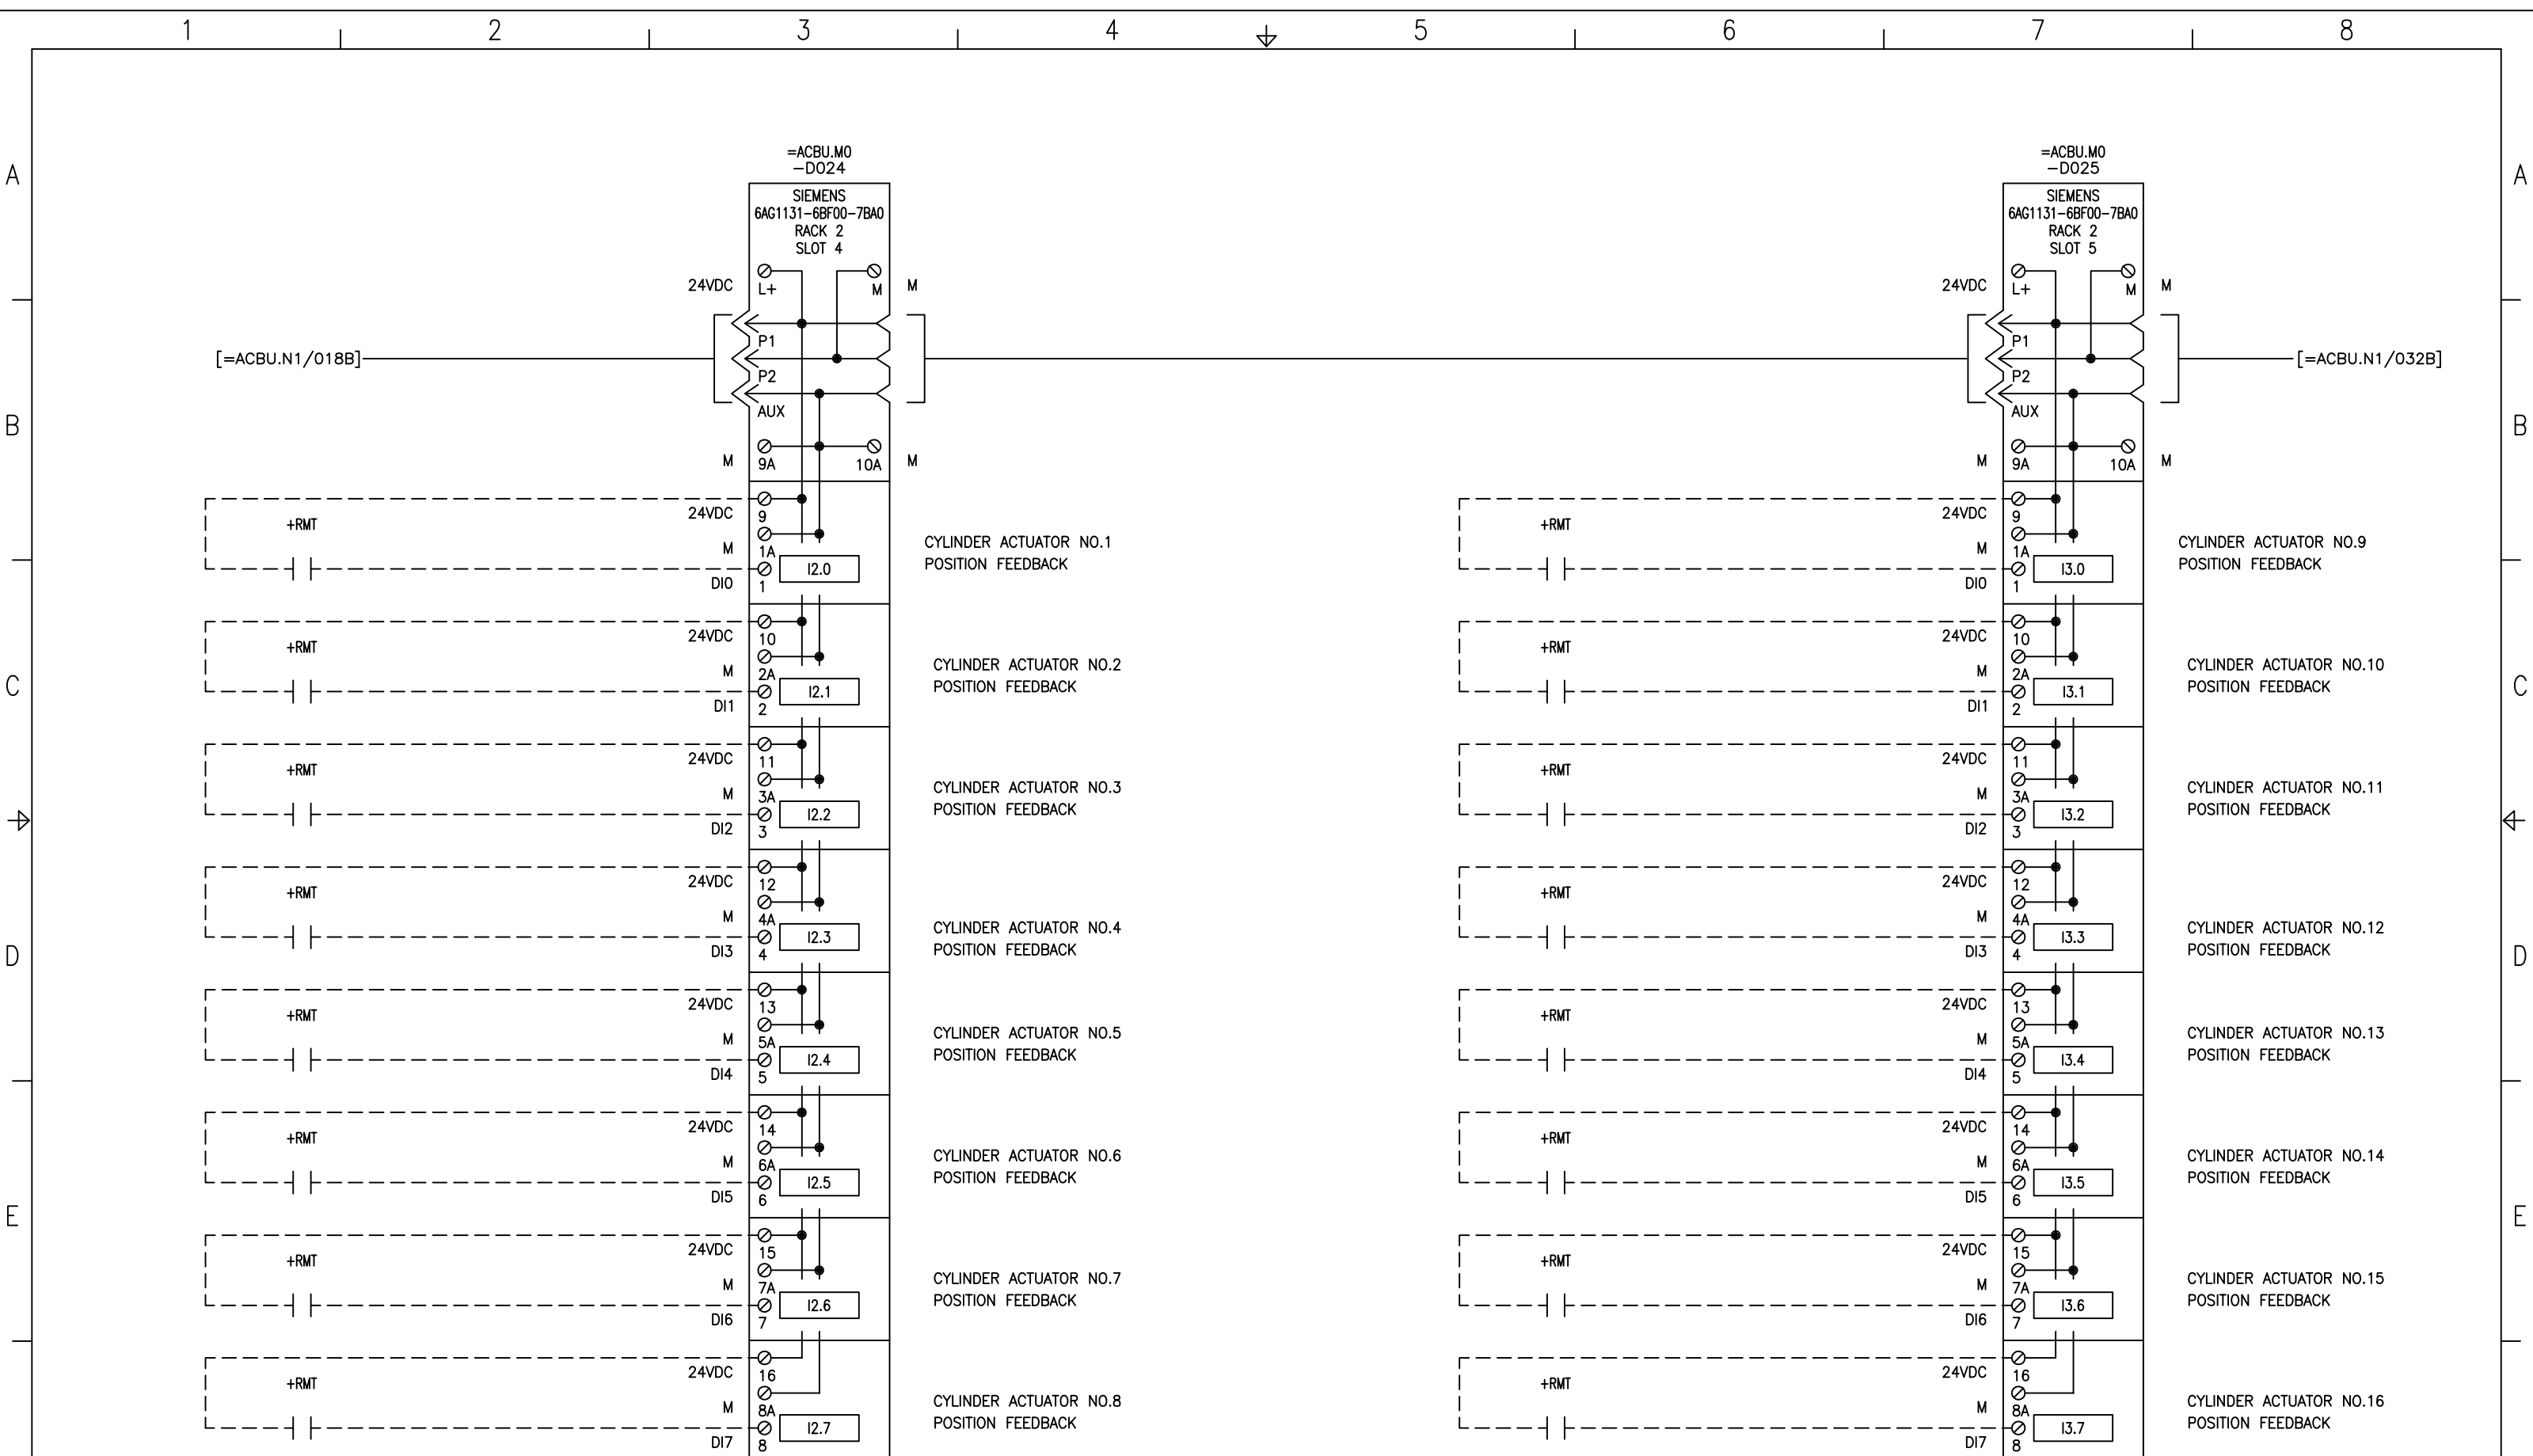 1 2 3 4 5 6 7 8
A A
=ACBU.M0
-D024
SIEMENS
6AG1131-6BF00-7BA0
RACK 2
SLOT 4
24VDC L+ M M
P1
[=ACBU.N1/018B]
P2
AUX
B
M 9A 10A M
24VDC 9
+RMT
M 1A
DI0 1 I2.0
CYLINDER ACTUATOR NO.1
POSITION FEEDBACK
24VDC 10
+RMT
M 2A
DI1 2 I2.1
CYLINDER ACTUATOR NO.2
POSITION FEEDBACK
C
24VDC 11
+RMT
M 3A
DI2 3 I2.2
CYLINDER ACTUATOR NO.3
POSITION FEEDBACK
24VDC 12
+RMT
M 4A
DI3 4 I2.3
CYLINDER ACTUATOR NO.4
POSITION FEEDBACK
D
24VDC 13
+RMT
M 5A
DI4 5 I2.4
CYLINDER ACTUATOR NO.5
POSITION FEEDBACK
24VDC 14
+RMT
M 6A
DI5 6 I2.5
CYLINDER ACTUATOR NO.6
POSITION FEEDBACK
E
24VDC 15
+RMT
M 7A
DI6 7 I2.6
CYLINDER ACTUATOR NO.7
POSITION FEEDBACK
24VDC 16
+RMT
M 8A
DI7 8 I2.7
CYLINDER ACTUATOR NO.8
POSITION FEEDBACK
=ACBU.M0
-D025
SIEMENS
6AG1131-6BF00-7BA0
RACK 2
SLOT 5
24VDC L+ M M
P1
[=ACBU.N1/032B]
P2
AUX
B
M 9A 10A M
24VDC 9
+RMT
M 1A
DI0 1 I3.0
CYLINDER ACTUATOR NO.9
POSITION FEEDBACK
24VDC 10
+RMT
M 2A
DI1 2 I3.1
CYLINDER ACTUATOR NO.10
POSITION FEEDBACK
C
24VDC 11
+RMT
M 3A
DI2 3 I3.2
CYLINDER ACTUATOR NO.11
POSITION FEEDBACK
24VDC 12
+RMT
M 4A
DI3 4 I3.3
CYLINDER ACTUATOR NO.12
POSITION FEEDBACK
D
24VDC 13
+RMT
M 5A
DI4 5 I3.4
CYLINDER ACTUATOR NO.13
POSITION FEEDBACK
24VDC 14
+RMT
M 6A
DI5 6 I3.5
CYLINDER ACTUATOR NO.14
POSITION FEEDBACK
E
24VDC 15
+RMT
M 7A
DI6 7 I3.6
CYLINDER ACTUATOR NO.15
POSITION FEEDBACK
24VDC 16
+RMT
M 8A
DI7 8 I3.7
CYLINDER ACTUATOR NO.16
POSITION FEEDBACK